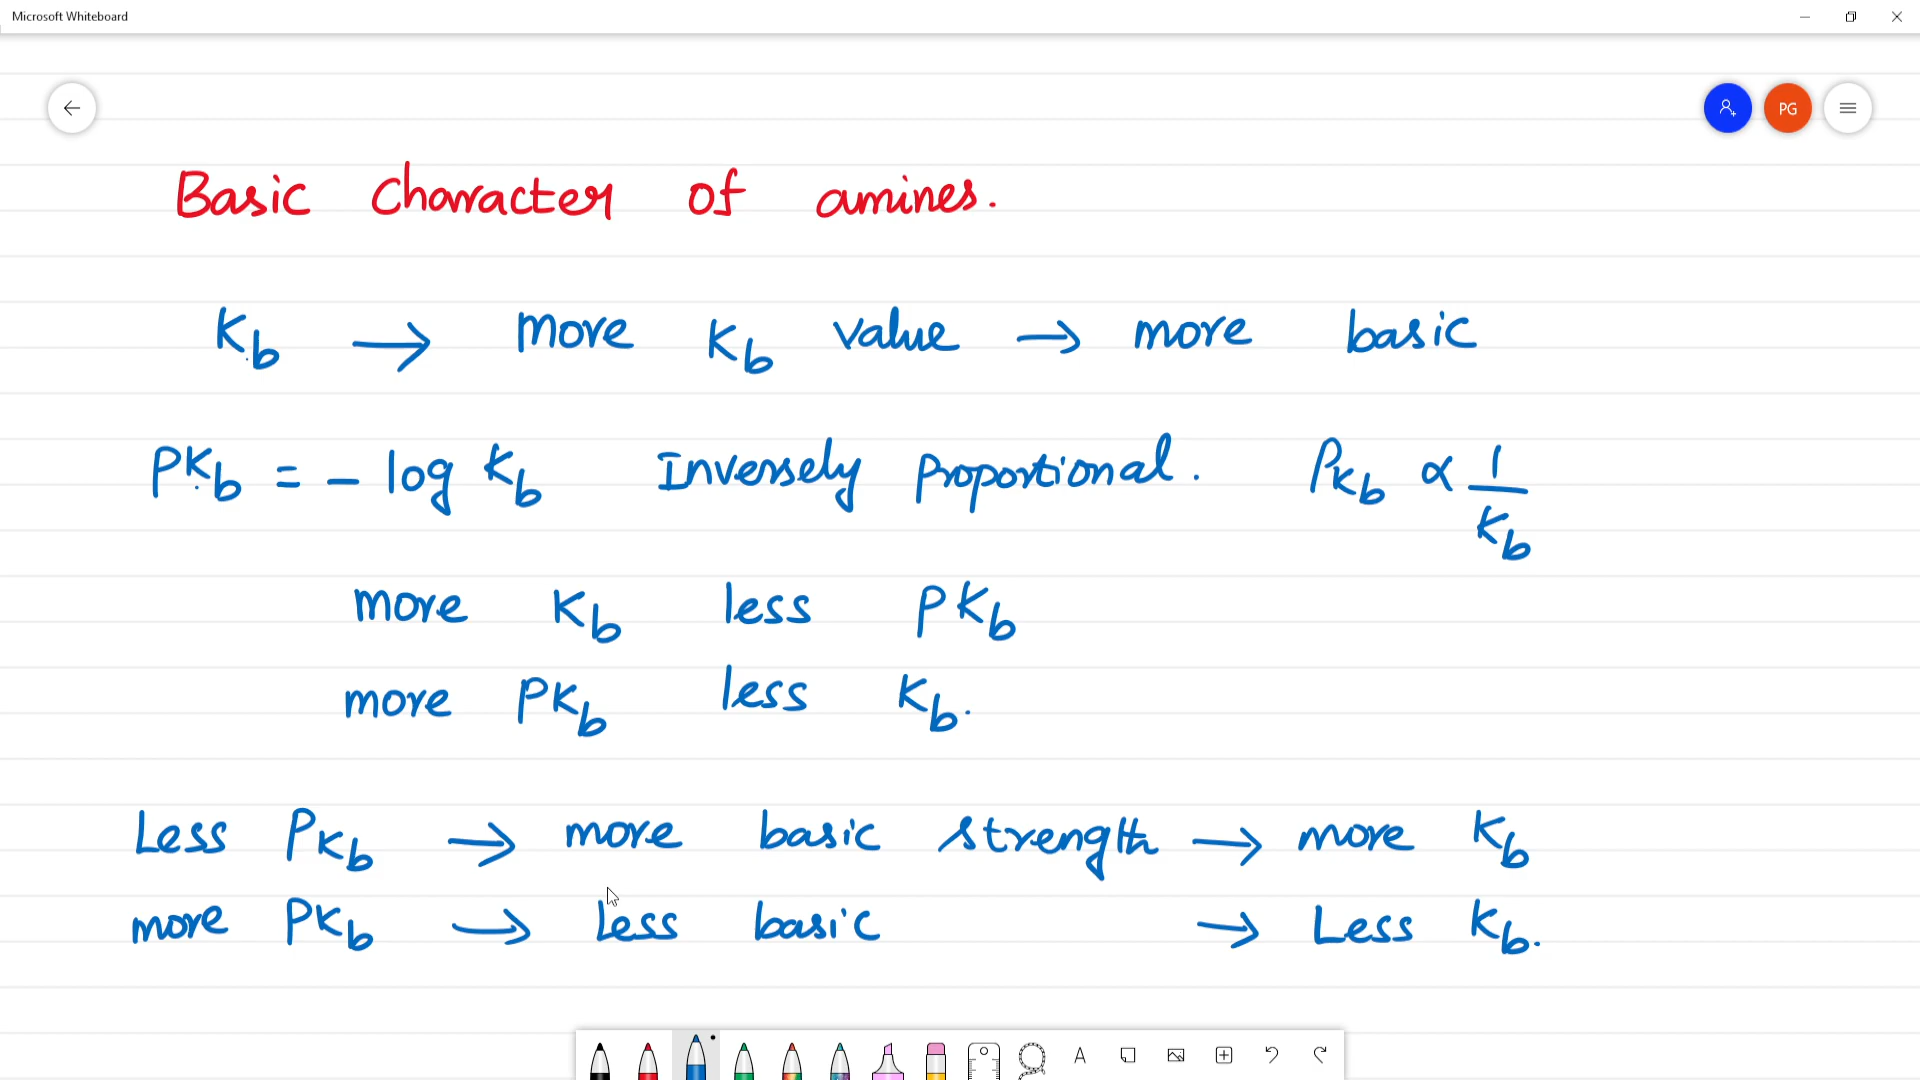 Microsoft Whiteboard
PG
Basic Character of amines.
Kb → more Kb value → more basic
PKb = - log Kb Inversely Proportional. PKb ∝ 1/Kb
more Kb less PKb
more PKb less Kb.
Less PKb → more basic strength → more Kb
more PKb → less basic → Less Kb.
A